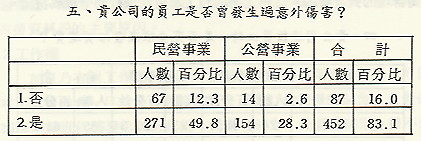 五、貴公司的員工是否曾發生過意外傷害？
民營事業 公營事業 合計
人數 百分比 人數 百分比 人數 百分比
1.否 67 12.3 14 2.6 87 16.0
2.是 271 49.8 154 28.3 452 83.1